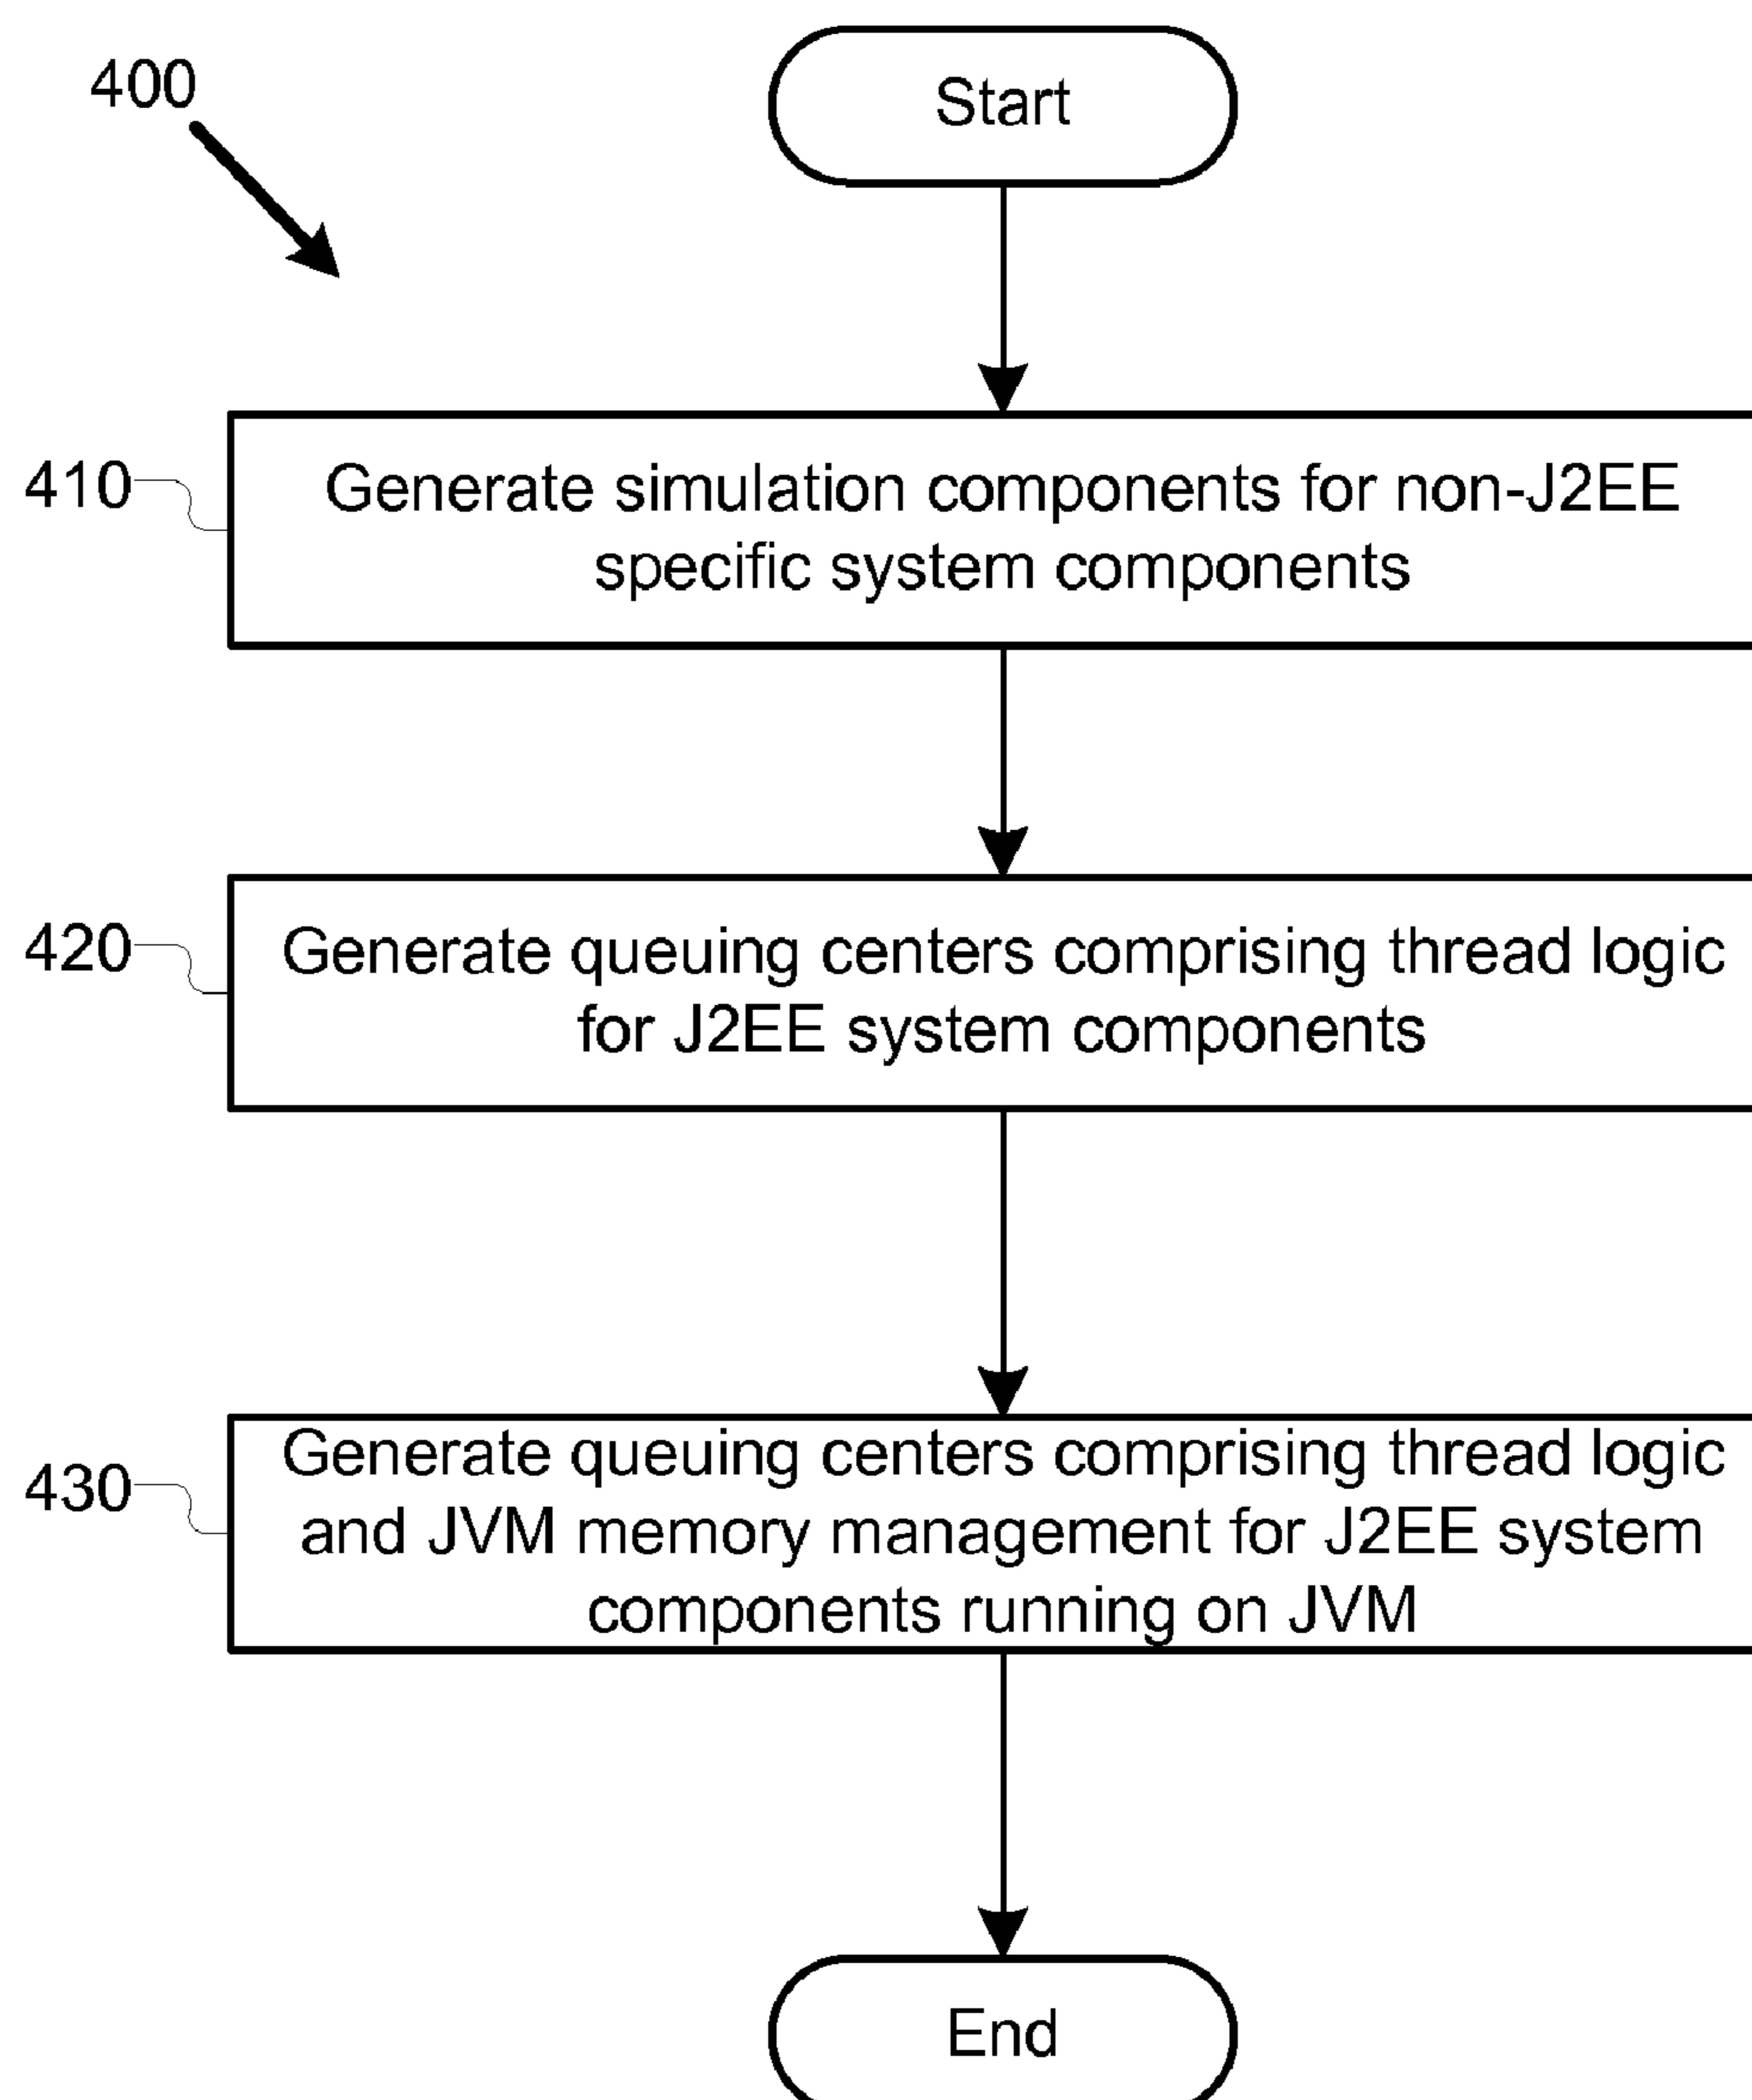 400
Start
410
Generate simulation components for non-J2EE
specific system components
420
Generate queuing centers comprising thread logic
for J2EE system components
430
Generate queuing centers comprising thread logic
and JVM memory management for J2EE system
components running on JVM
End